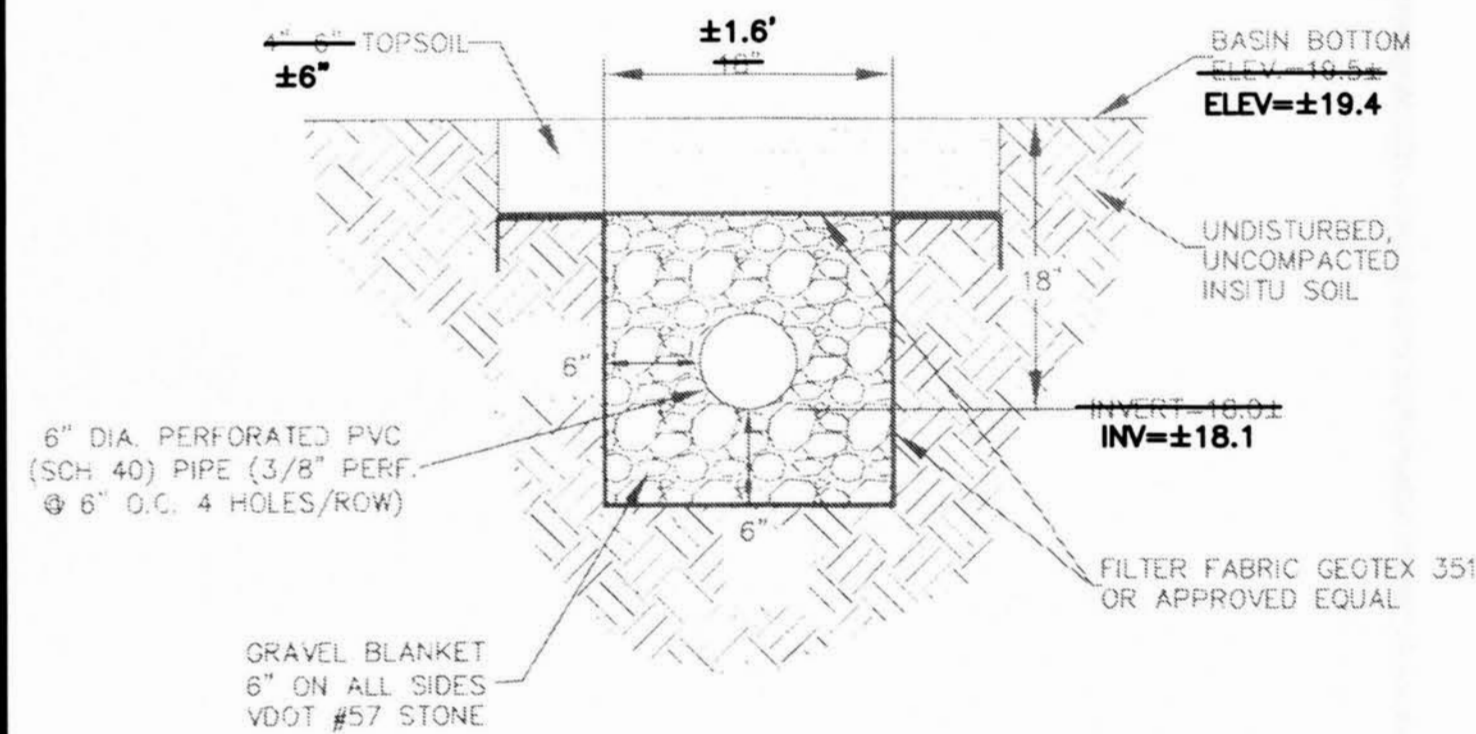 4"-6" TOPSOIL
±6"
±1.6'
18"
BASIN BOTTOM
ELEV.=19.5±
ELEV=±19.4
UNDISTURBED,
UNCOMPACTED
INSITU SOIL
18"
6"
INVERT=18.0±
INV=±18.1
6" DIA. PERFORATED PVC
(SCH 40) PIPE (3/8" PERF.
@ 6" O.C. 4 HOLES/ROW)
6"
FILTER FABRIC GEOTEX 351
OR APPROVED EQUAL
GRAVEL BLANKET
6" ON ALL SIDES
VDOT #57 STONE